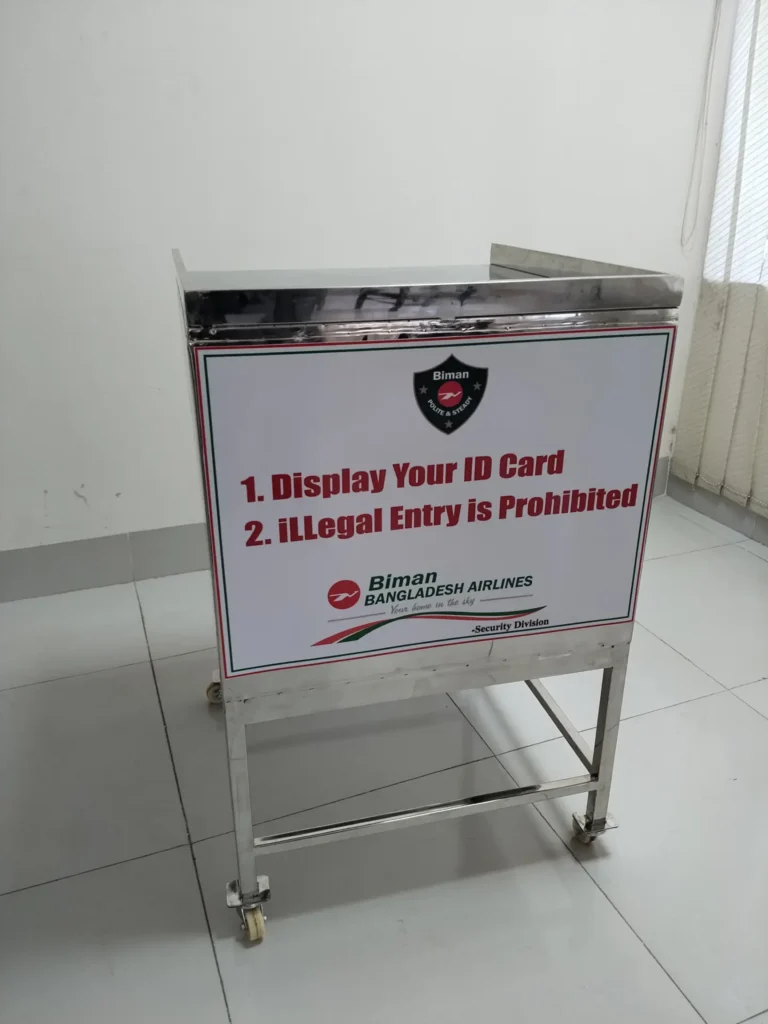 Biman
POLITE & STEADY
1. Display Your ID Card
2. iLLegal Entry is Prohibited
Biman
BANGLADESH AIRLINES
Your home in the sky
-Security Division